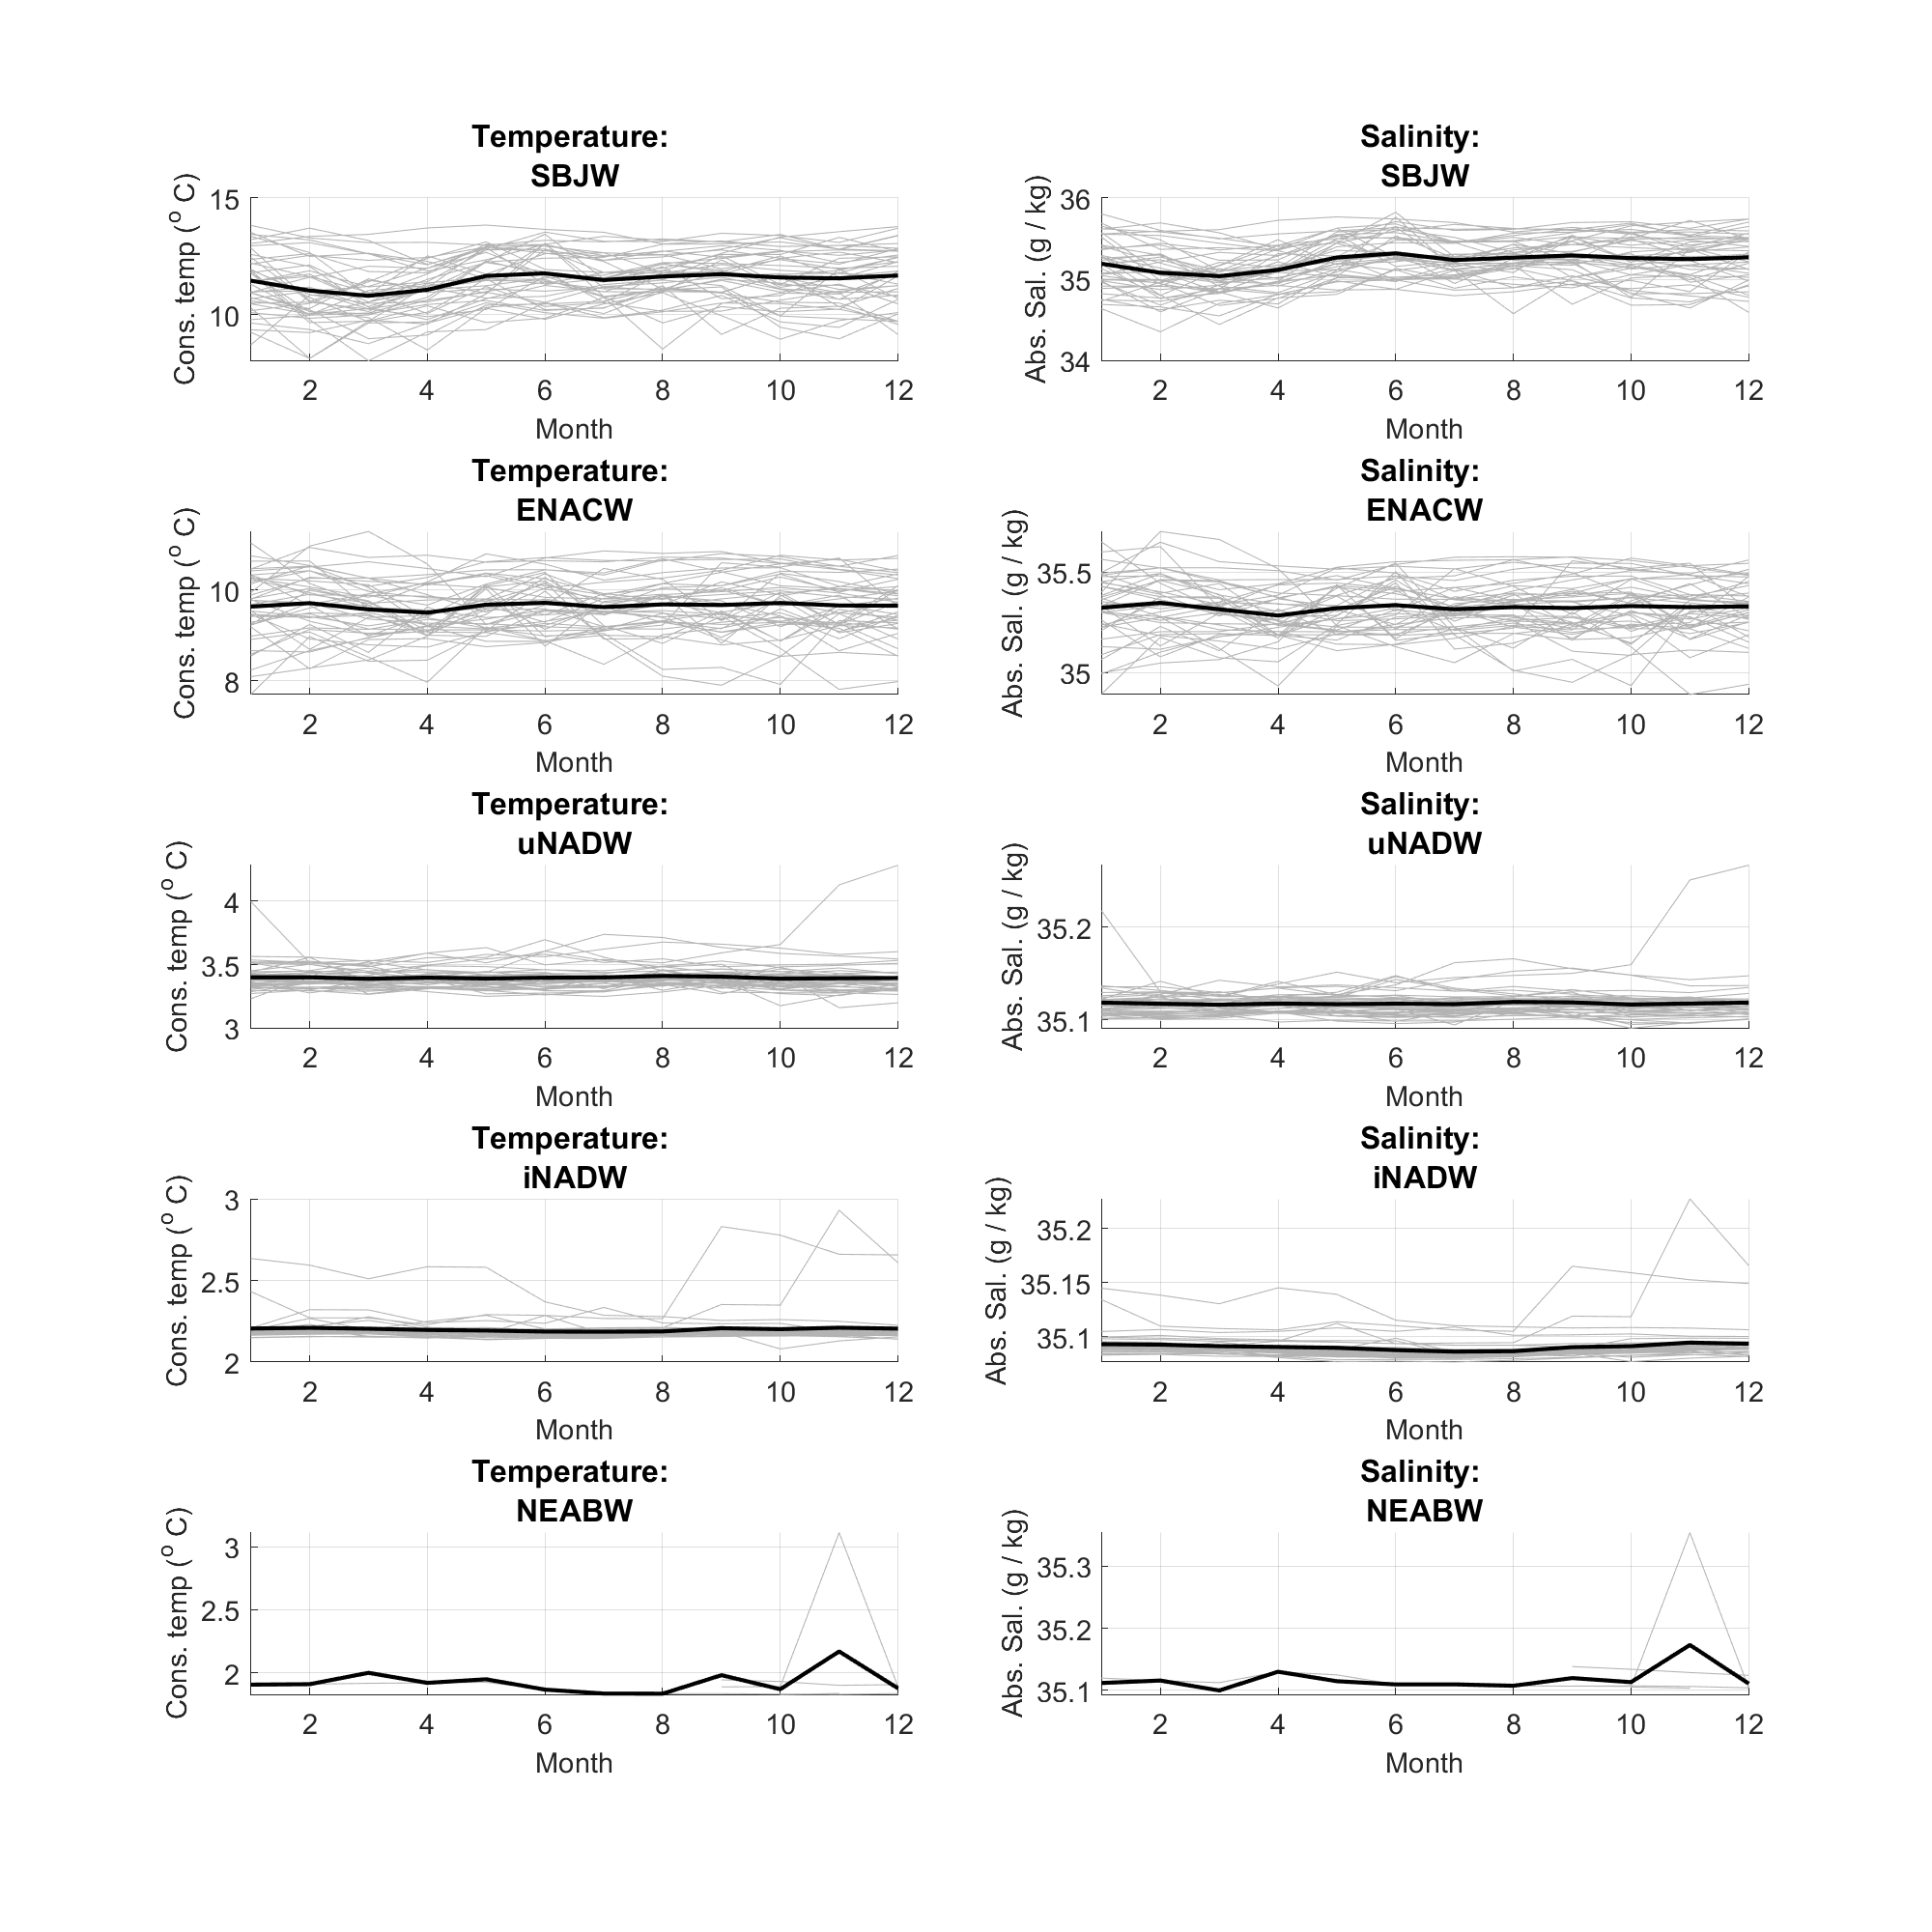 Temperature:
SBJW
Cons. temp (° C)
15
10
2 4 6 8 10 12
Month
Salinity:
SBJW
Abs. Sal. (g / kg)
36
35
34
2 4 6 8 10 12
Month
Temperature:
ENACW
Cons. temp (° C)
10
8
2 4 6 8 10 12
Month
Salinity:
ENACW
Abs. Sal. (g / kg)
35.5
35
2 4 6 8 10 12
Month
Temperature:
uNADW
Cons. temp (° C)
4
3.5
3
2 4 6 8 10 12
Month
Salinity:
uNADW
Abs. Sal. (g / kg)
35.2
35.1
2 4 6 8 10 12
Month
Temperature:
iNADW
Cons. temp (° C)
3
2.5
2
2 4 6 8 10 12
Month
Salinity:
iNADW
Abs. Sal. (g / kg)
35.2
35.15
35.1
2 4 6 8 10 12
Month
Temperature:
NEABW
Cons. temp (° C)
3
2.5
2
2 4 6 8 10 12
Month
Salinity:
NEABW
Abs. Sal. (g / kg)
35.3
35.2
35.1
2 4 6 8 10 12
Month